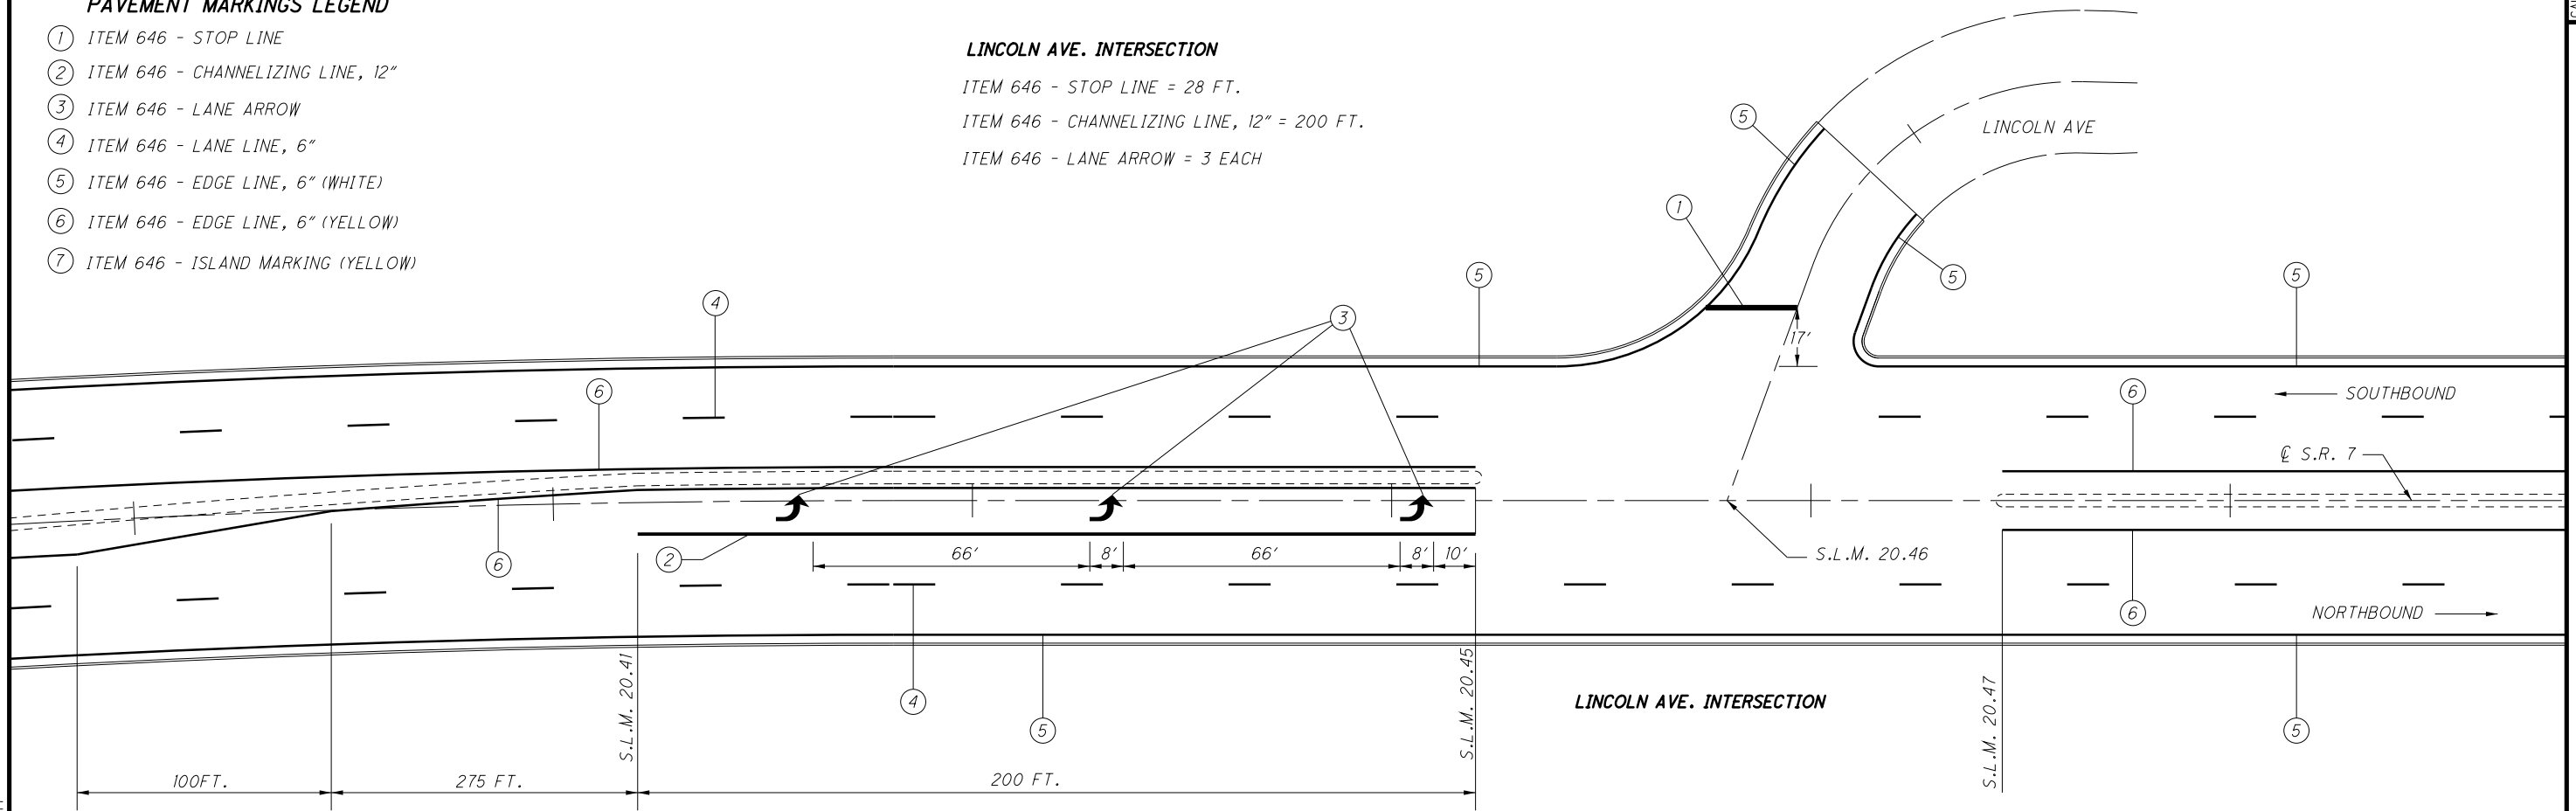 PAVEMENT MARKINGS LEGEND
1 ITEM 646 - STOP LINE
2 ITEM 646 - CHANNELIZING LINE, 12"
3 ITEM 646 - LANE ARROW
4 ITEM 646 - LANE LINE, 6"
5 ITEM 646 - EDGE LINE, 6" (WHITE)
6 ITEM 646 - EDGE LINE, 6" (YELLOW)
7 ITEM 646 - ISLAND MARKING (YELLOW)
LINCOLN AVE. INTERSECTION
ITEM 646 - STOP LINE = 28 FT.
ITEM 646 - CHANNELIZING LINE, 12" = 200 FT.
ITEM 646 - LANE ARROW = 3 EACH
5
LINCOLN AVE
1
5
5
5
4
3
17'
6
6
SOUTHBOUND
℄ S.R. 7
2
6
66'
8'
66'
8'
10'
S.L.M. 20.46
6
NORTHBOUND
S.L.M. 20.41
S.L.M. 20.45
S.L.M. 20.47
4
5
LINCOLN AVE. INTERSECTION
5
100FT.
275 FT.
200 FT.